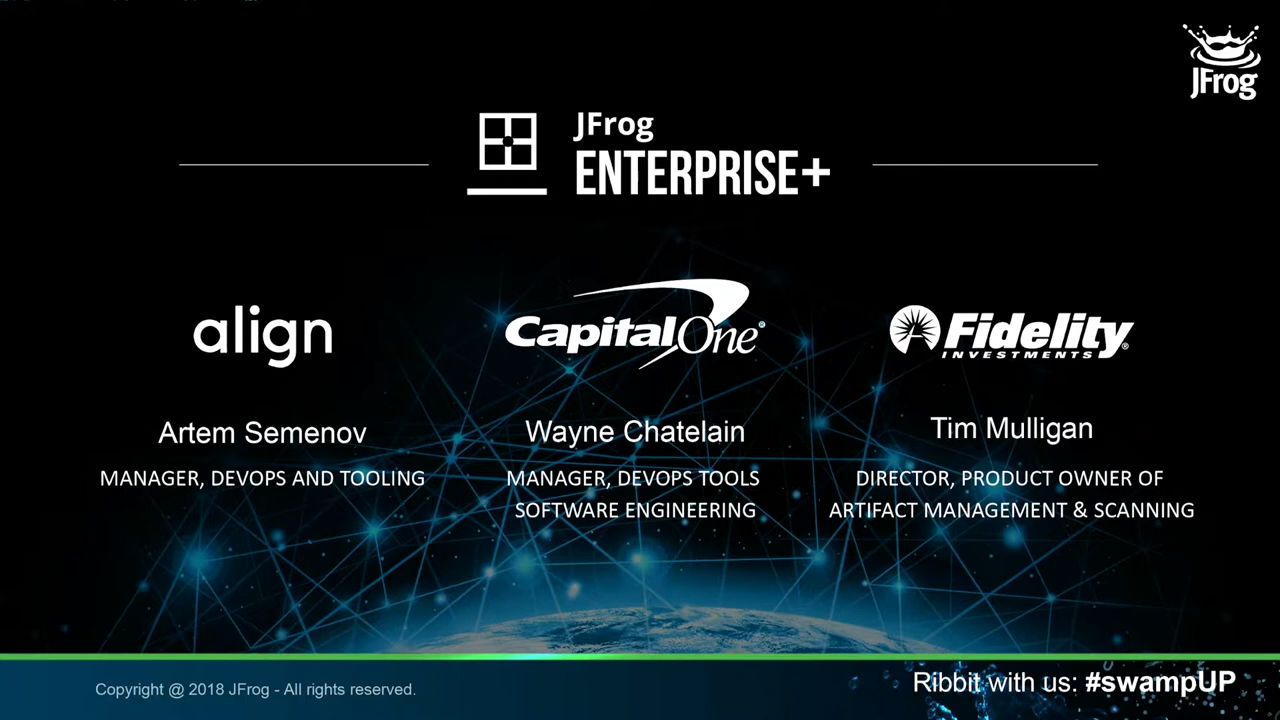 JFrog
JFrog
ENTERPRISE+
align
CapitalOne®
Fidelity®
INVESTMENTS
Artem Semenov
MANAGER, DEVOPS AND TOOLING
Wayne Chatelain
MANAGER, DEVOPS TOOLS
SOFTWARE ENGINEERING
Tim Mulligan
DIRECTOR, PRODUCT OWNER OF
ARTIFACT MANAGEMENT & SCANNING
Copyright @ 2018 JFrog - All rights reserved.
Ribbit with us: #swampUP